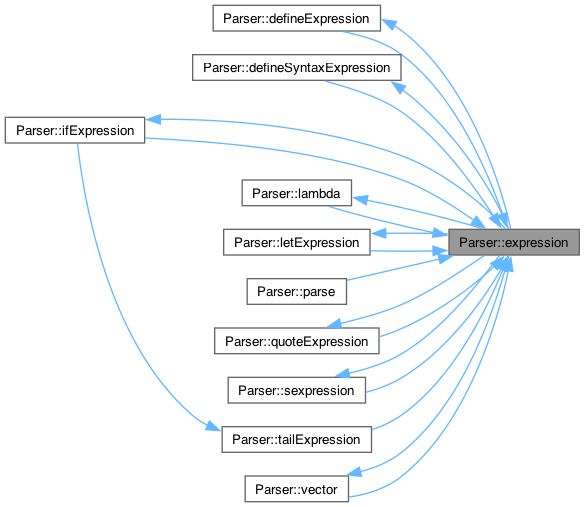 Parser::defineExpression
Parser::defineSyntaxExpression
Parser::ifExpression
Parser::lambda
Parser::letExpression
Parser::expression
Parser::parse
Parser::quoteExpression
Parser::sexpression
Parser::tailExpression
Parser::vector